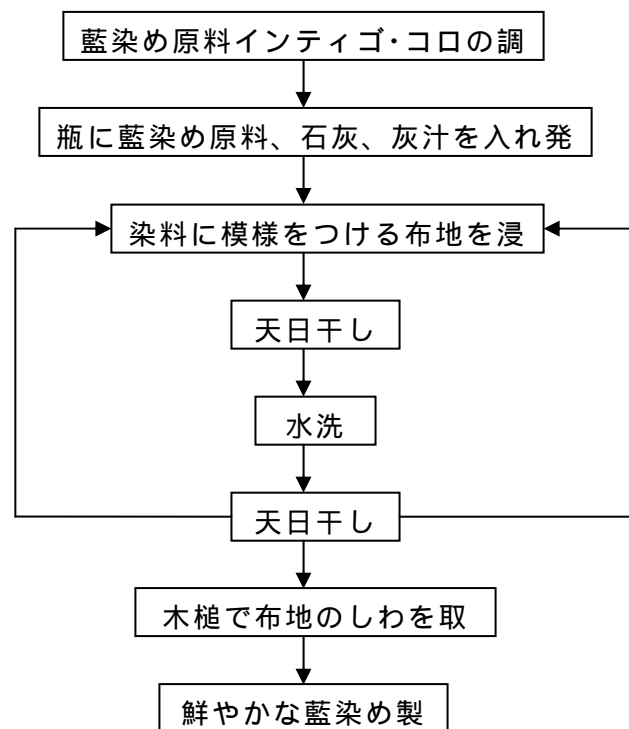 藍染め原料インティゴ・コロの調
瓶に藍染め原料、石灰、灰汁を入れ発
染料に模様をつける布地を浸
天日干し
水洗
天日干し
木槌で布地のしわを取
鮮やかな藍染め製